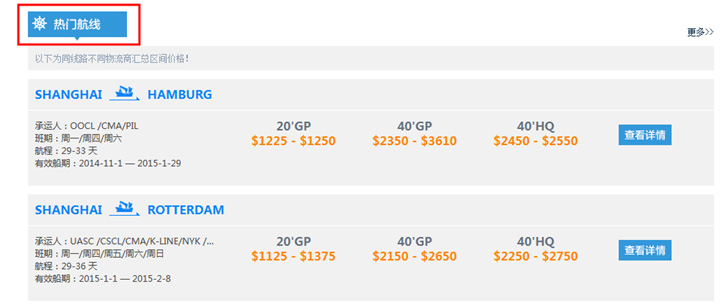 热门航线
更多>>
以下为同线路不同物流商汇总区间价格！
SHANGHAI HAMBURG
承运人：OOCL /CMA/PIL
班期：周一/周四/周六
航程：29-33 天
有效船期：2014-11-1 — 2015-1-29
20'GP
$1225 - $1250
40'GP
$2350 - $3610
40'HQ
$2450 - $2550
查看详情
SHANGHAI ROTTERDAM
承运人：UASC /CSCL/CMA/K-LINE/NYK /...
班期：周一/周四/周五/周六/周日
航程：29-36 天
有效船期：2015-1-1 — 2015-2-8
20'GP
$1125 - $1375
40'GP
$2150 - $2650
40'HQ
$2250 - $2750
查看详情